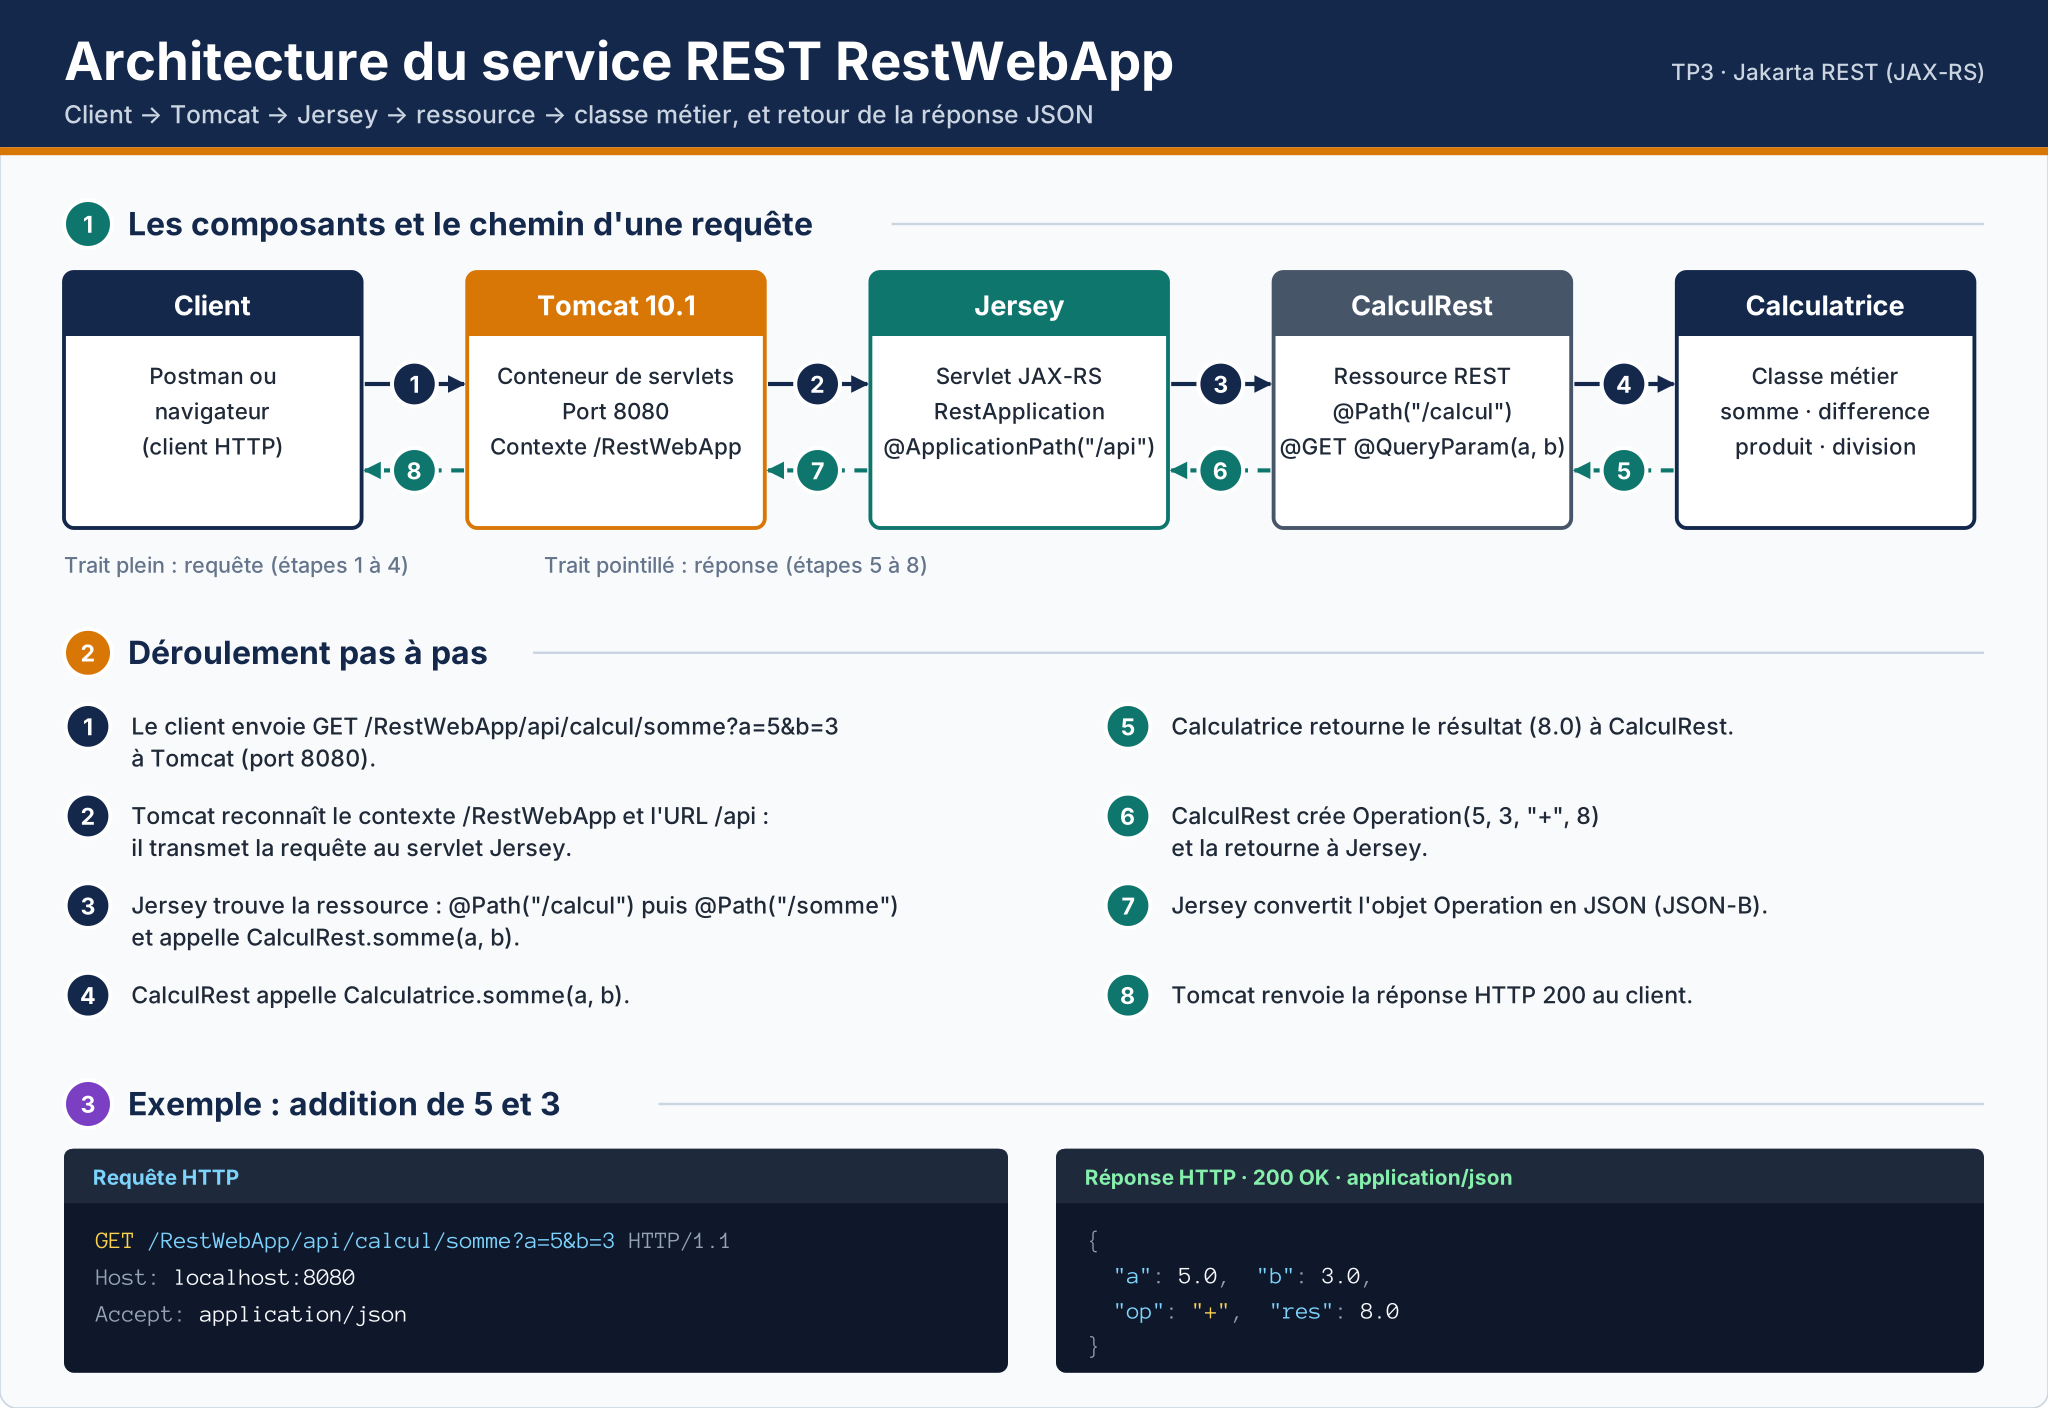 Architecture du service REST RestWebApp
TP3 · Jakarta REST (JAX-RS)
Client → Tomcat → Jersey → ressource → classe métier, et retour de la réponse JSON
1 Les composants et le chemin d'une requête
Client
Postman ou
navigateur
(client HTTP)
1
8
Tomcat 10.1
Conteneur de servlets
Port 8080
Contexte /RestWebApp
2
7
Jersey
Servlet JAX-RS
RestApplication
@ApplicationPath("/api")
3
6
CalculRest
Ressource REST
@Path("/calcul")
@GET @QueryParam(a, b)
4
5
Calculatrice
Classe métier
somme · difference
produit · division
Trait plein : requête (étapes 1 à 4)
Trait pointillé : réponse (étapes 5 à 8)
2 Déroulement pas à pas
1 Le client envoie GET /RestWebApp/api/calcul/somme?a=5&b=3
à Tomcat (port 8080).
2 Tomcat reconnaît le contexte /RestWebApp et l'URL /api :
il transmet la requête au servlet Jersey.
3 Jersey trouve la ressource : @Path("/calcul") puis @Path("/somme")
et appelle CalculRest.somme(a, b).
4 CalculRest appelle Calculatrice.somme(a, b).
5 Calculatrice retourne le résultat (8.0) à CalculRest.
6 CalculRest crée Operation(5, 3, "+", 8)
et la retourne à Jersey.
7 Jersey convertit l'objet Operation en JSON (JSON-B).
8 Tomcat renvoie la réponse HTTP 200 au client.
3 Exemple : addition de 5 et 3
Requête HTTP
GET /RestWebApp/api/calcul/somme?a=5&b=3 HTTP/1.1
Host: localhost:8080
Accept: application/json
Réponse HTTP · 200 OK · application/json
{
"a": 5.0, "b": 3.0,
"op": "+", "res": 8.0
}